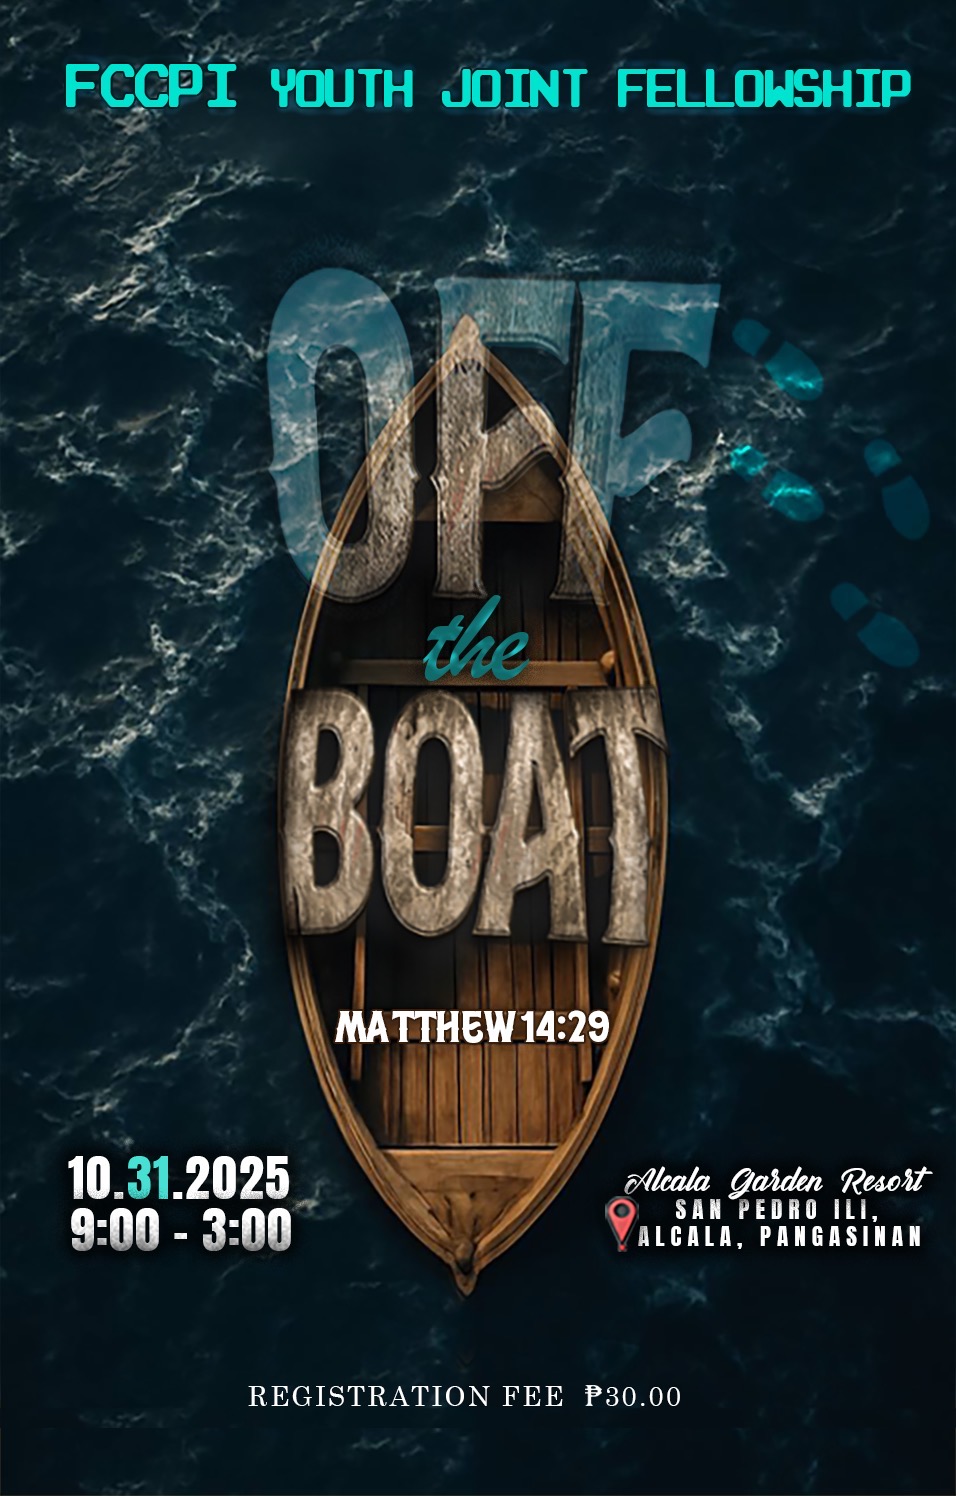 FCCPI YOUTH JOINT FELLOWSHIP
OFF
the
BOAT
MATTHEW 14:29
10.31.2025
9:00 - 3:00
Alcala Garden Resort
SAN PEDRO ILI,
ALCALA, PANGASINAN
REGISTRATION FEE ₱30.00